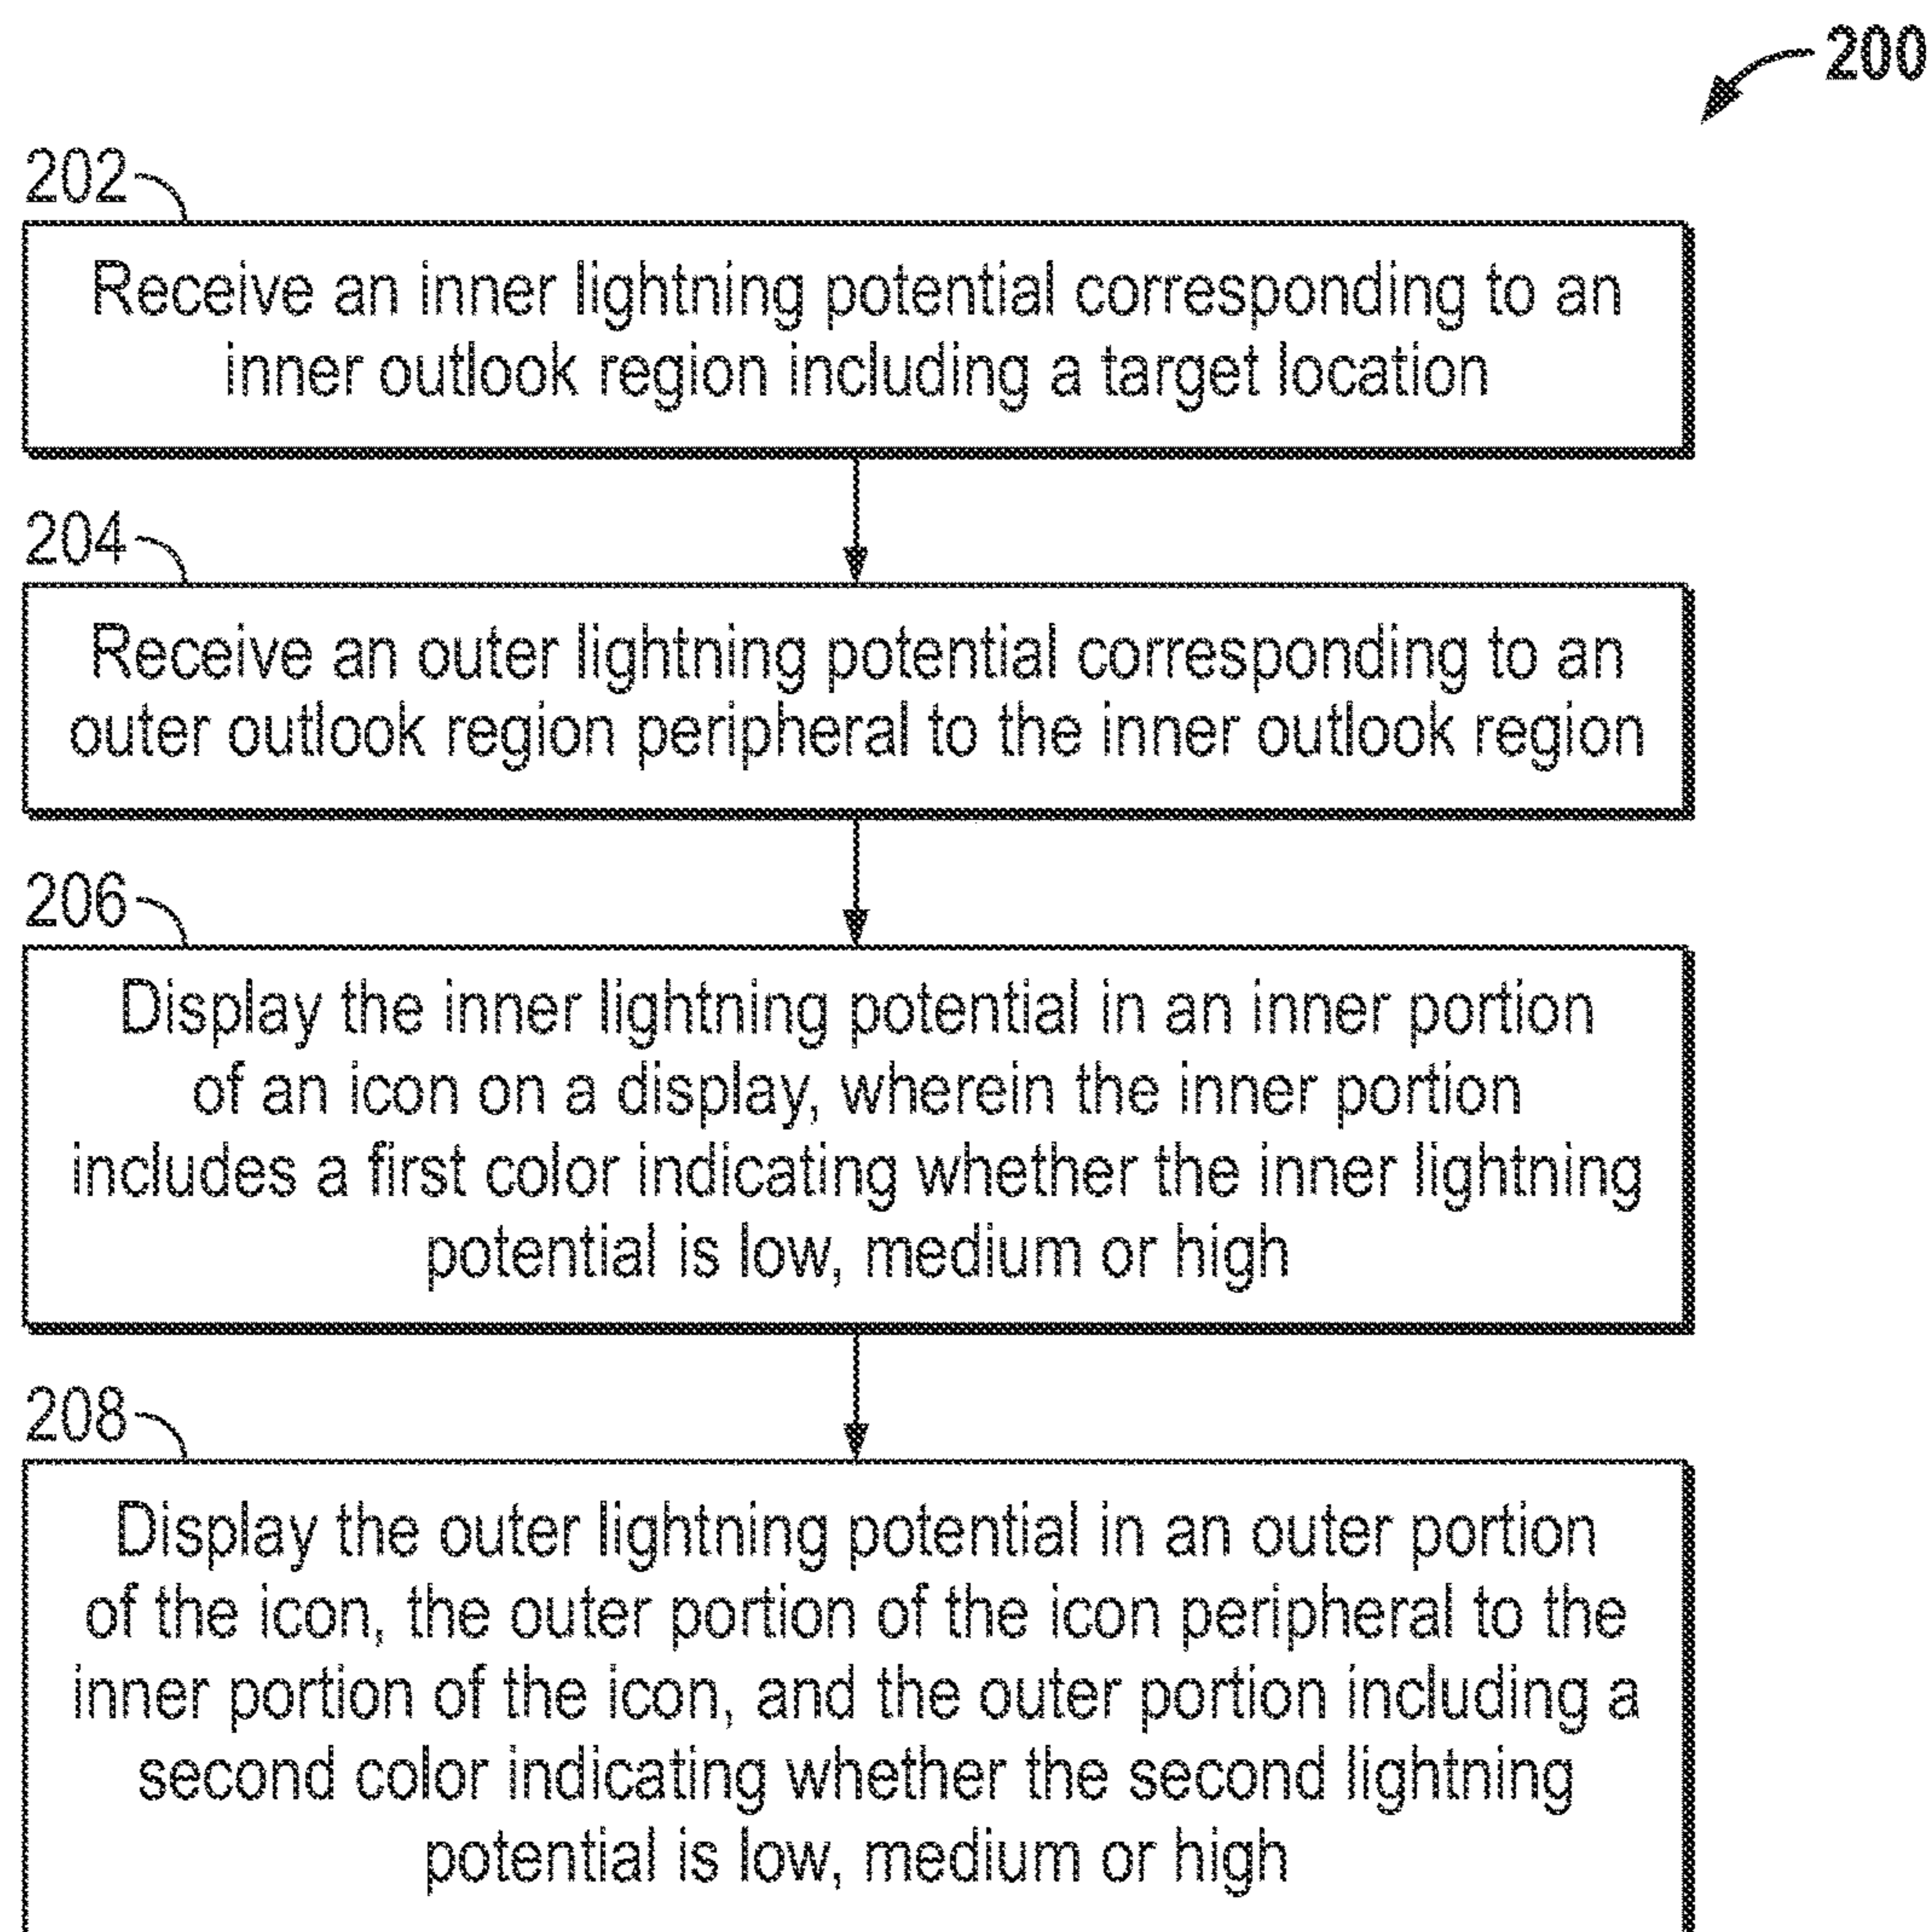 200
202
Receive an inner lightning potential corresponding to an
inner outlook region including a target location
204
Receive an outer lightning potential corresponding to an
outer outlook region peripheral to the inner outlook region
206
Display the inner lightning potential in an inner portion
of an icon on a display, wherein the inner portion
includes a first color indicating whether the inner lightning
potential is low, medium or high
208
Display the outer lightning potential in an outer portion
of the icon, the outer portion of the icon peripheral to the
inner portion of the icon, and the outer portion including a
second color indicating whether the second lightning
potential is low, medium or high